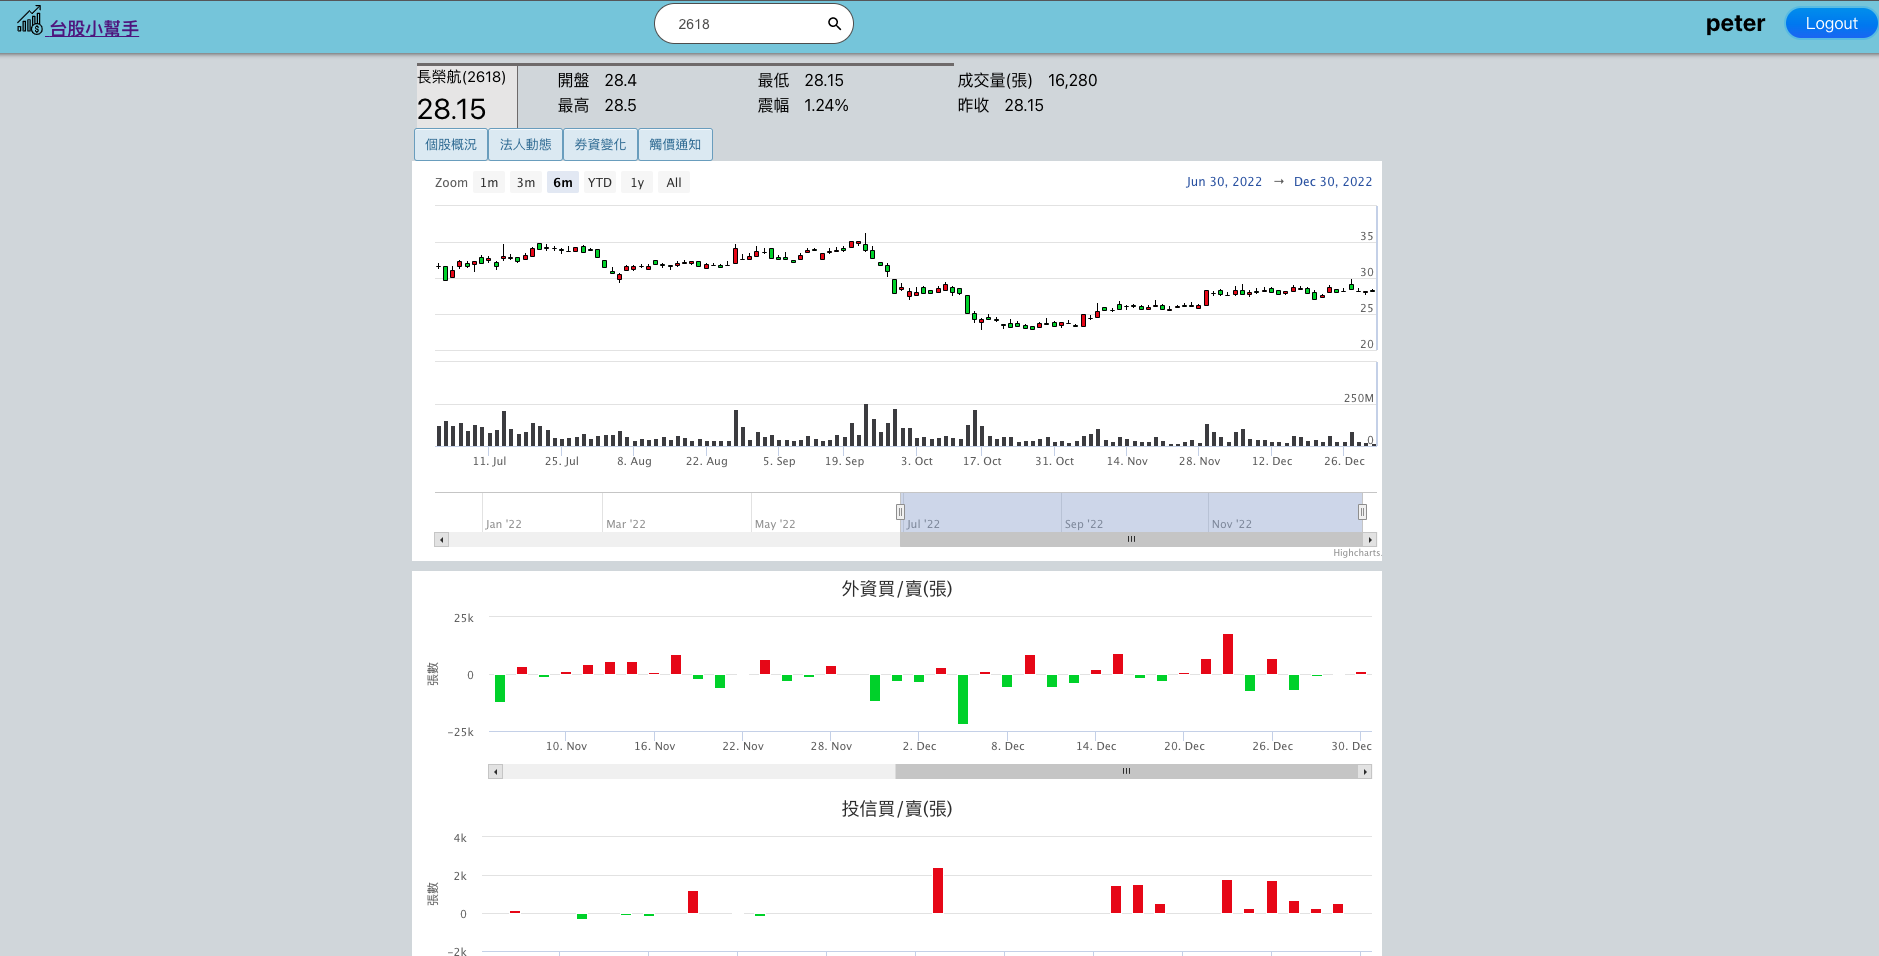 台股小幫手
2618
peter
Logout
長榮航(2618)
28.15
開盤 28.4
最低 28.15
成交量(張) 16,280
最高 28.5
震幅 1.24%
昨收 28.15
個股概況
法人動態
券資變化
觸價通知
Zoom 1m 3m 6m YTD 1y All
Jun 30, 2022 → Dec 30, 2022
35
30
25
20
250M
0
11. Jul 25. Jul 8. Aug 22. Aug 5. Sep 19. Sep 3. Oct 17. Oct 31. Oct 14. Nov 28. Nov 12. Dec 26. Dec
Jan '22 Mar '22 May '22 Jul '22 Sep '22 Nov '22
Highcharts.
外資買/賣(張)
25k
0
-25k
張數
10. Nov 16. Nov 22. Nov 28. Nov 2. Dec 8. Dec 14. Dec 20. Dec 26. Dec 30. Dec
投信買/賣(張)
4k
2k
0
-2k
張數